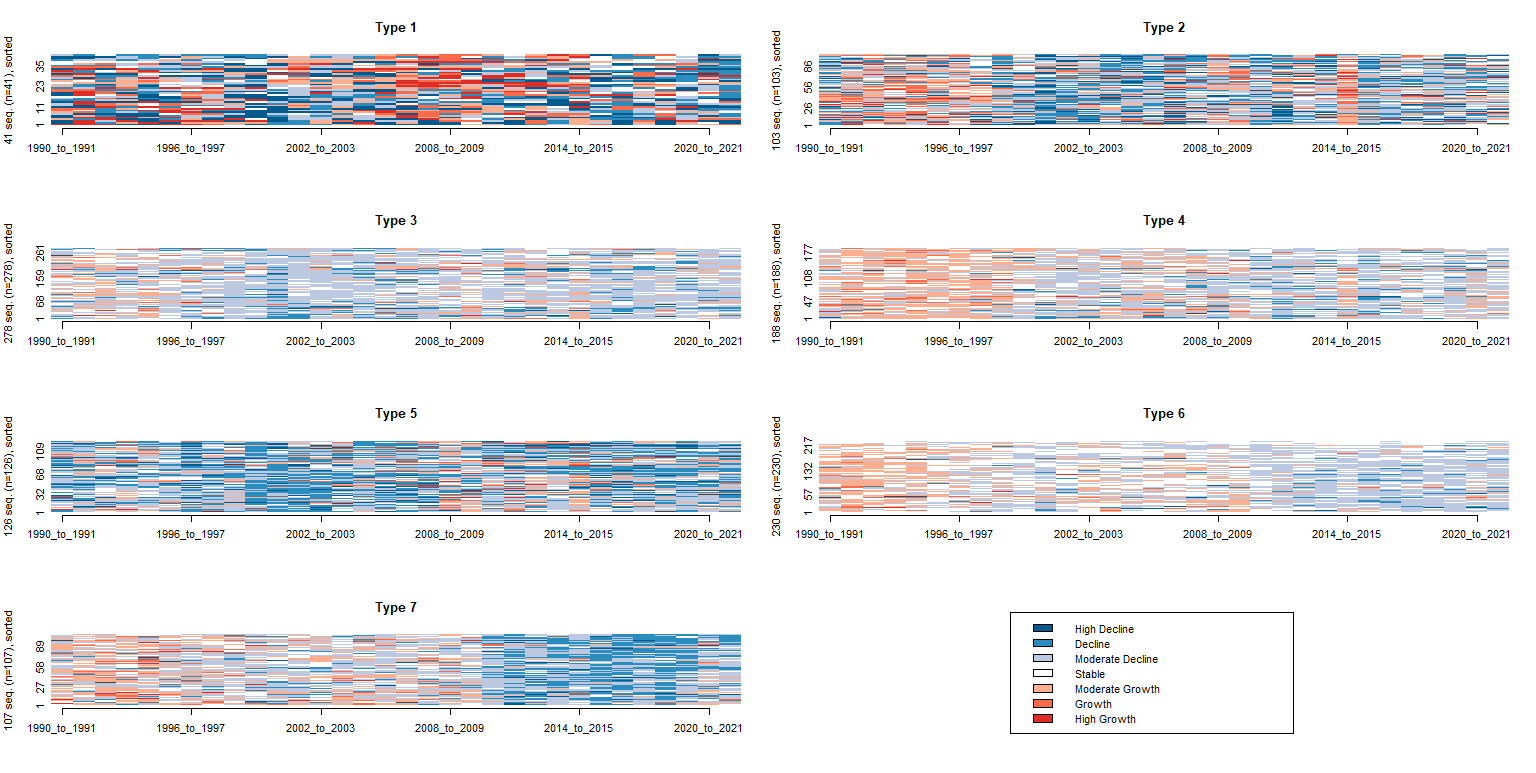 Type 1
41 seq. (n=41), sorted
1 11 23 35
1990_to_1991 1996_to_1997 2002_to_2003 2008_to_2009 2014_to_2015 2020_to_2021
Type 2
103 seq. (n=103), sorted
1 26 56 86
1990_to_1991 1996_to_1997 2002_to_2003 2008_to_2009 2014_to_2015 2020_to_2021
Type 3
278 seq. (n=278), sorted
1 68 159 261
1990_to_1991 1996_to_1997 2002_to_2003 2008_to_2009 2014_to_2015 2020_to_2021
Type 4
188 seq. (n=188), sorted
1 47 108 177
1990_to_1991 1996_to_1997 2002_to_2003 2008_to_2009 2014_to_2015 2020_to_2021
Type 5
126 seq. (n=126), sorted
1 32 68 109
1990_to_1991 1996_to_1997 2002_to_2003 2008_to_2009 2014_to_2015 2020_to_2021
Type 6
230 seq. (n=230), sorted
1 57 132 217
1990_to_1991 1996_to_1997 2002_to_2003 2008_to_2009 2014_to_2015 2020_to_2021
Type 7
107 seq. (n=107), sorted
1 27 58 89
1990_to_1991 1996_to_1997 2002_to_2003 2008_to_2009 2014_to_2015 2020_to_2021
High Decline
Decline
Moderate Decline
Stable
Moderate Growth
Growth
High Growth